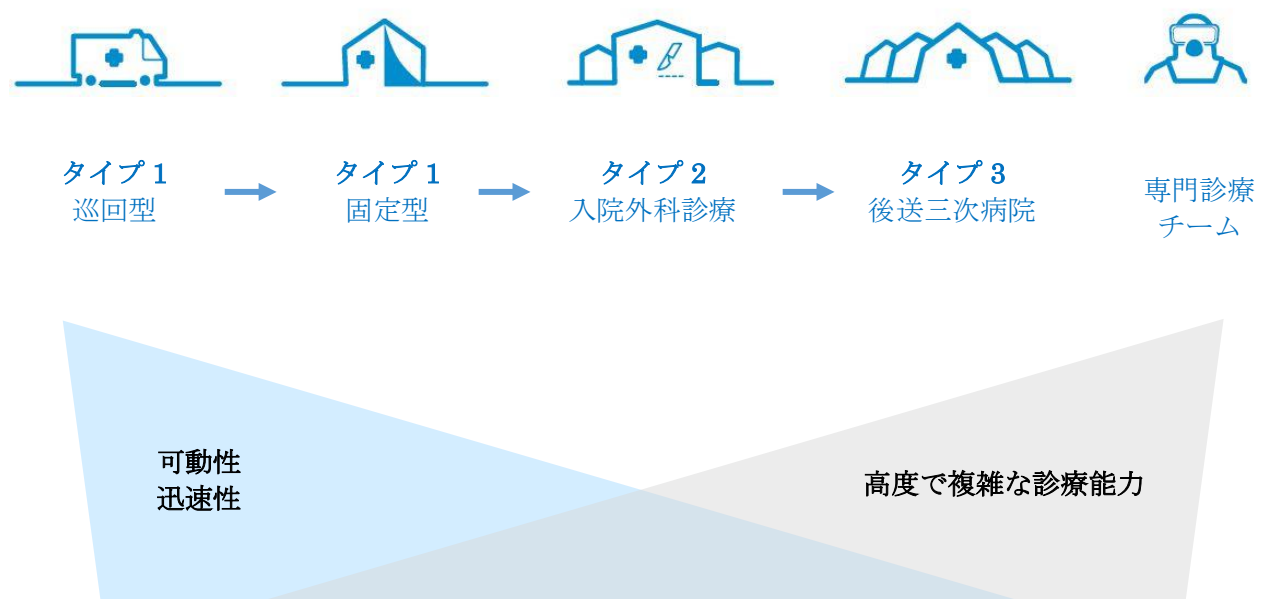 タイプ 1
巡回型
タイプ 1
固定型
タイプ 2
入院外科診療
タイプ 3
後送三次病院
専門診療
チーム
可動性
迅速性
高度で複雑な診療能力